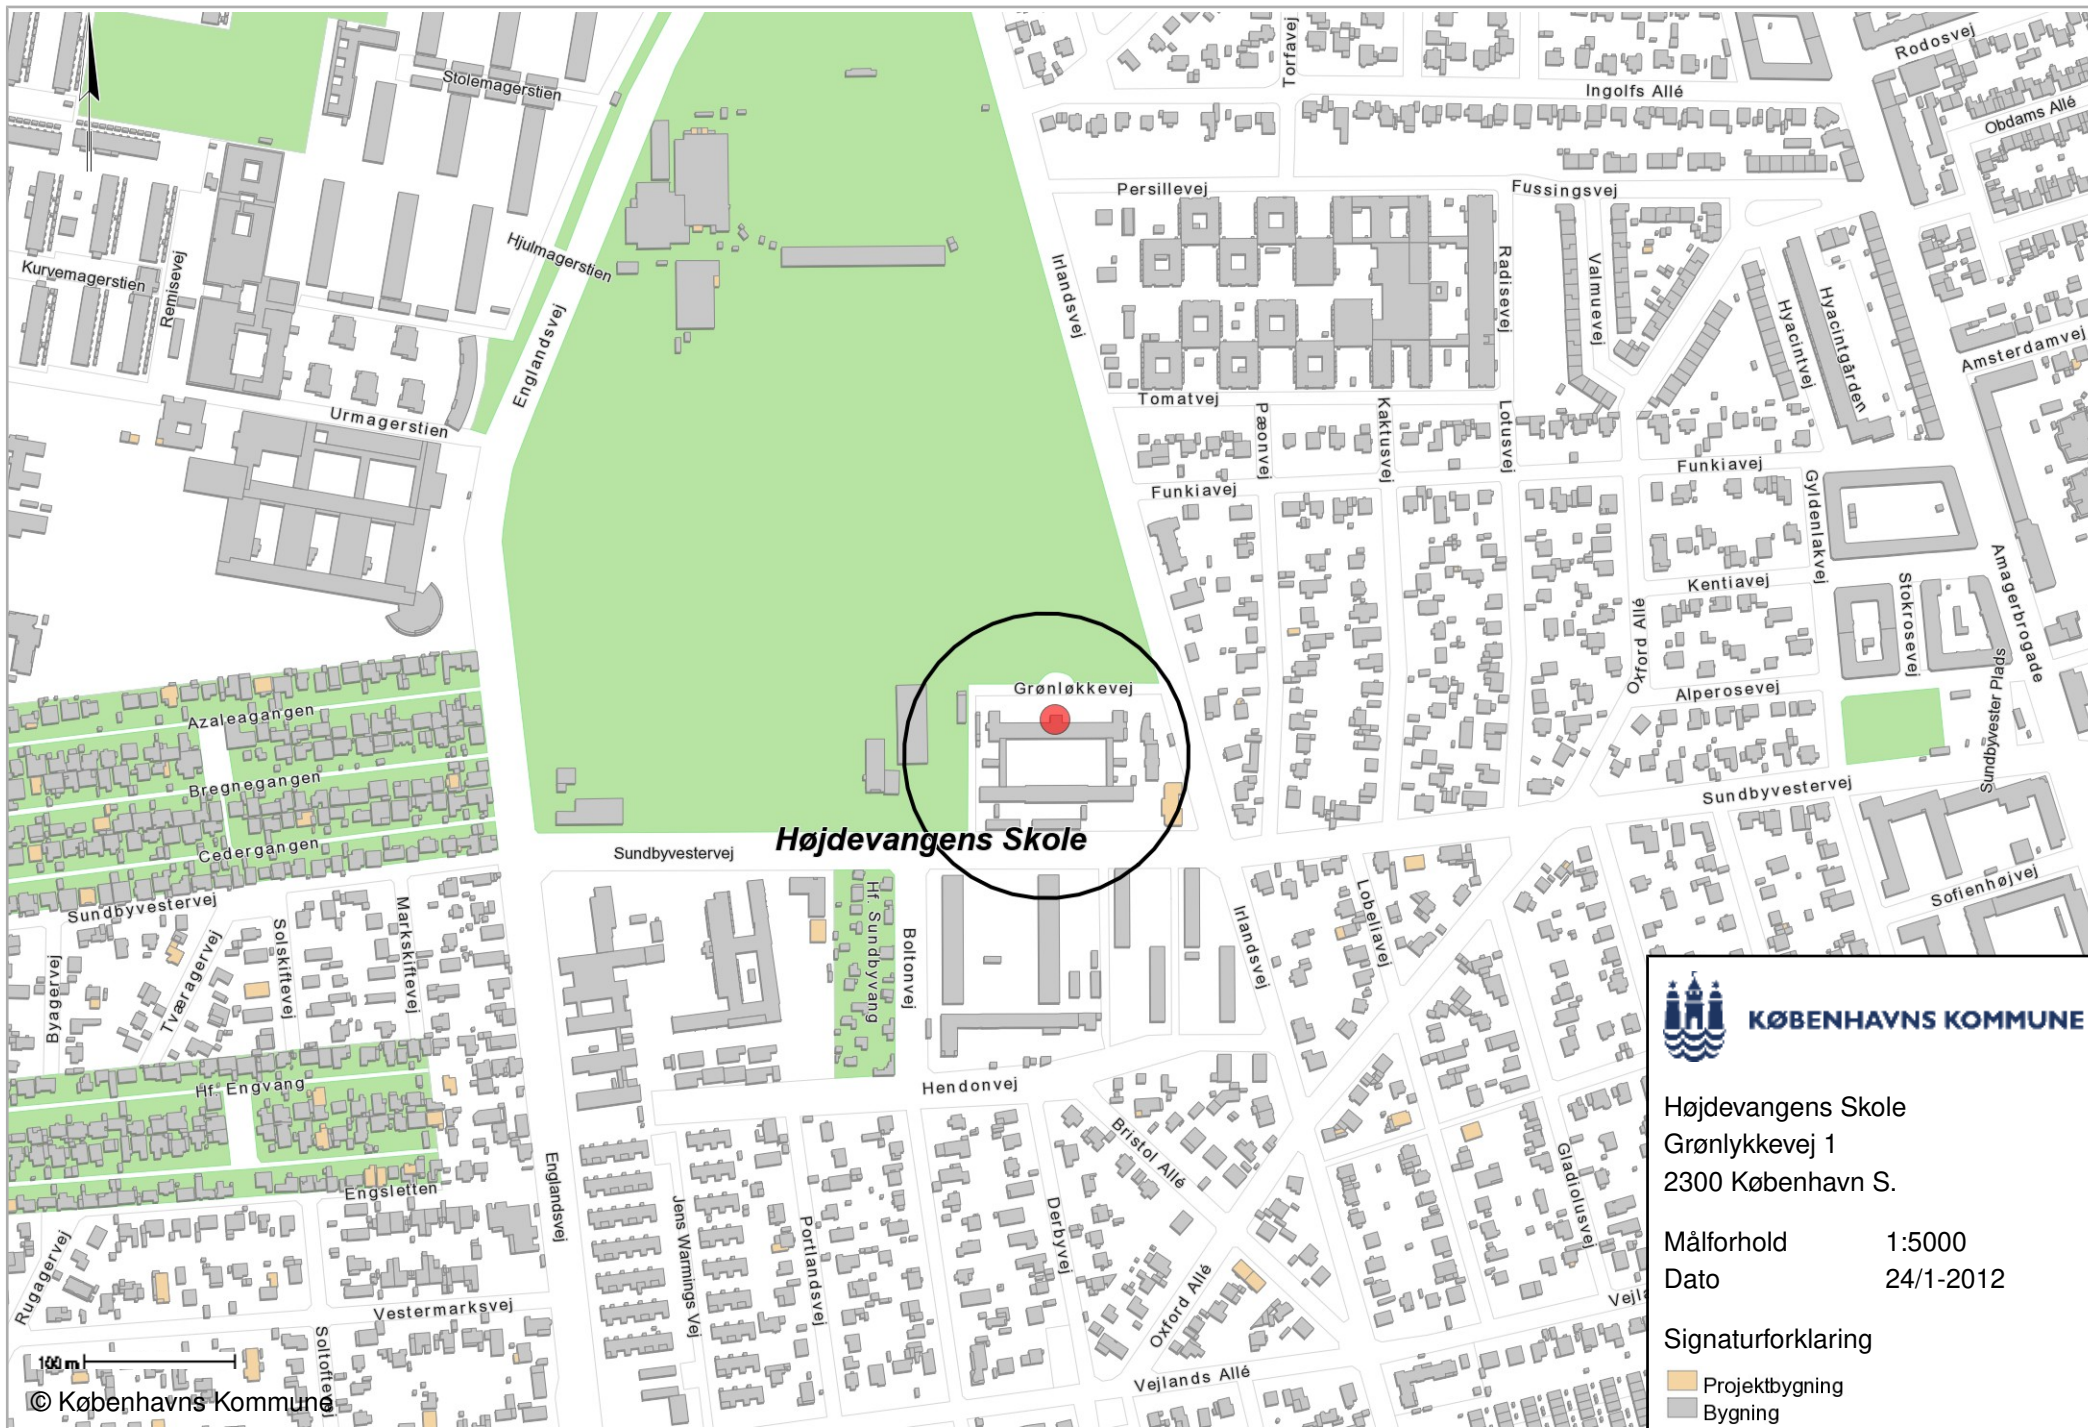 Rodosvej
Torfavej
Stolemagerstien
Ingolfs Allé
Obdams Allé
Persillevej
Fussingsvej
Hjulmagerstien
Kurvemagerstien
Remisevej
Irlandsvej
Radisevej
Valmuevej
Hyacintvej
Hyacintgården
Englandsvej
Amsterdamvej
Urmagerstien
Tomatvej
Pæonvej
Kaktusvej
Lotusvej
Funkiavej
Funkiavej
Gyldenlakvej
Kentiavej
Stokrosevej
Amagerbrogade
Oxford Allé
Grønløkkevej
Alperosevej
Sundbyvester Plads
Azaleagangen
Bregnegangen
Sundbyvestervej
Cedergangen
Højdevangens Skole
Sundbyvestervej
Sundbyvestervej
Hf. Sundbyvang
Boltonvej
Irlandsvej
Lobeliavej
Sofienhøjvej
Byagervej
Tværagervej
Solskiftevej
Markskiftevej
Hf. Engvang
Hendonvej
Bristol Allé
Gladiolusvej
Engsletten
Englandsvej
Jens Warmings Vej
Portlandsvej
Derbyvej
Oxford Allé
Rugagervej
Vestermarksvej
Soltoftevej
Vejlands Allé
Vejla
KØBENHAVNS KOMMUNE
Højdevangens Skole
Grønlykkevej 1
2300 København S.
Målforhold 1:5000
Dato 24/1-2012
Signaturforklaring
Projektbygning
Bygning
© Københavns Kommune